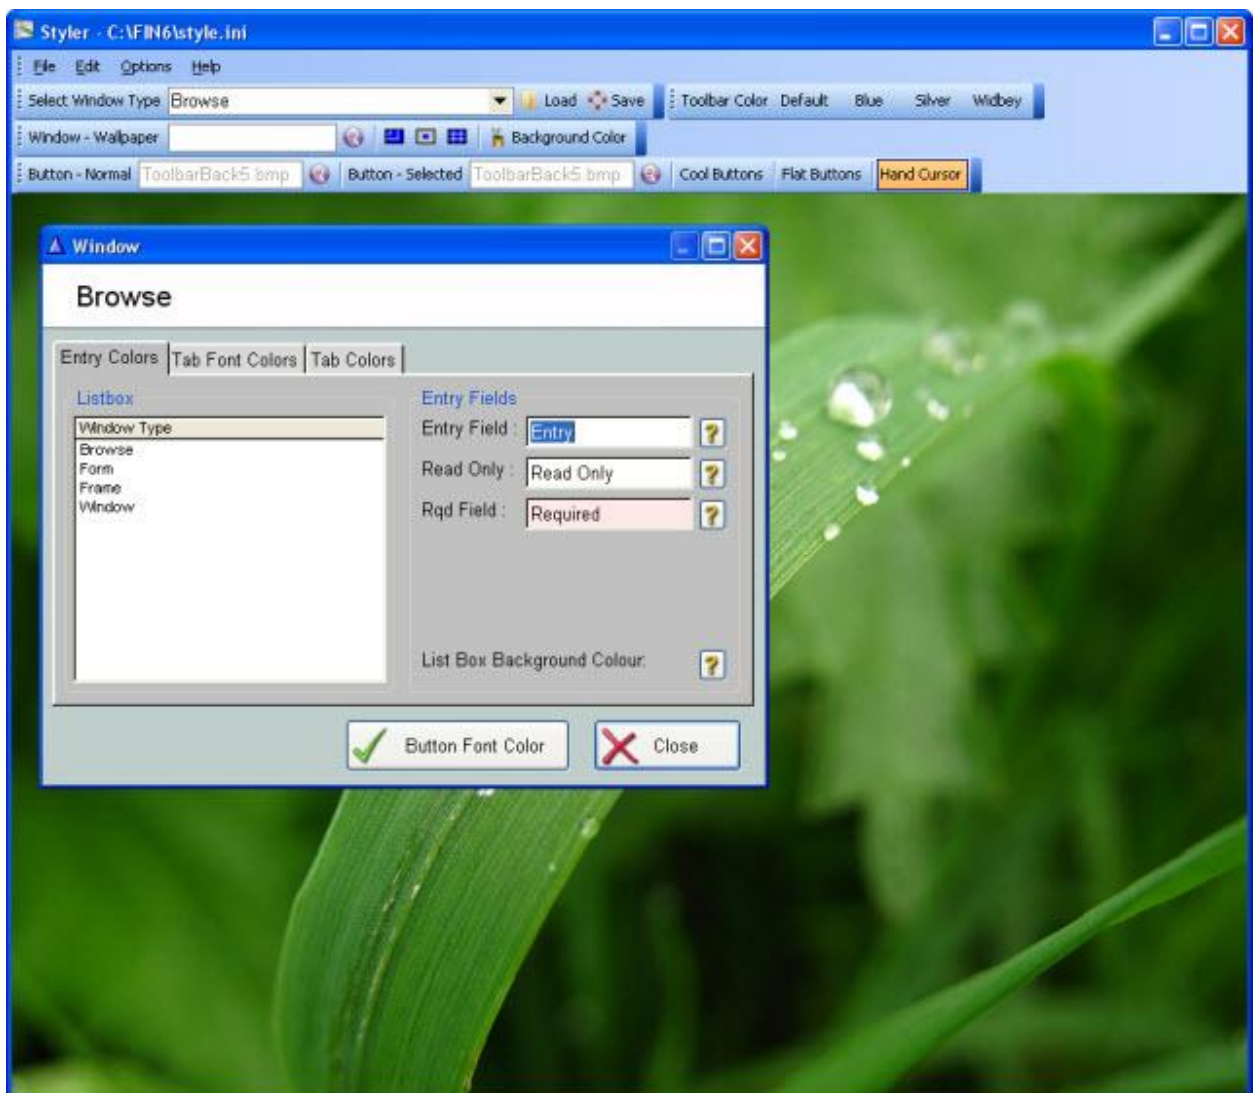 Styler - C:\FIN6\style.ini
File Edit Options Help
Select Window Type Browse Load Save Toolbar Color Default Blue Silver Widbey
Window - Wallpaper Background Color
Button - Normal ToolbarBack5.bmp Button - Selected ToolbarBack5.bmp Cool Buttons Flat Buttons Hand Cursor
Window
Browse
Entry Colors Tab Font Colors Tab Colors
Listbox
Window Type
Browse
Form
Frame
Window
Entry Fields
Entry Field : Entry
Read Only : Read Only
Rqd Field : Required
List Box Background Colour:
Button Font Color Close